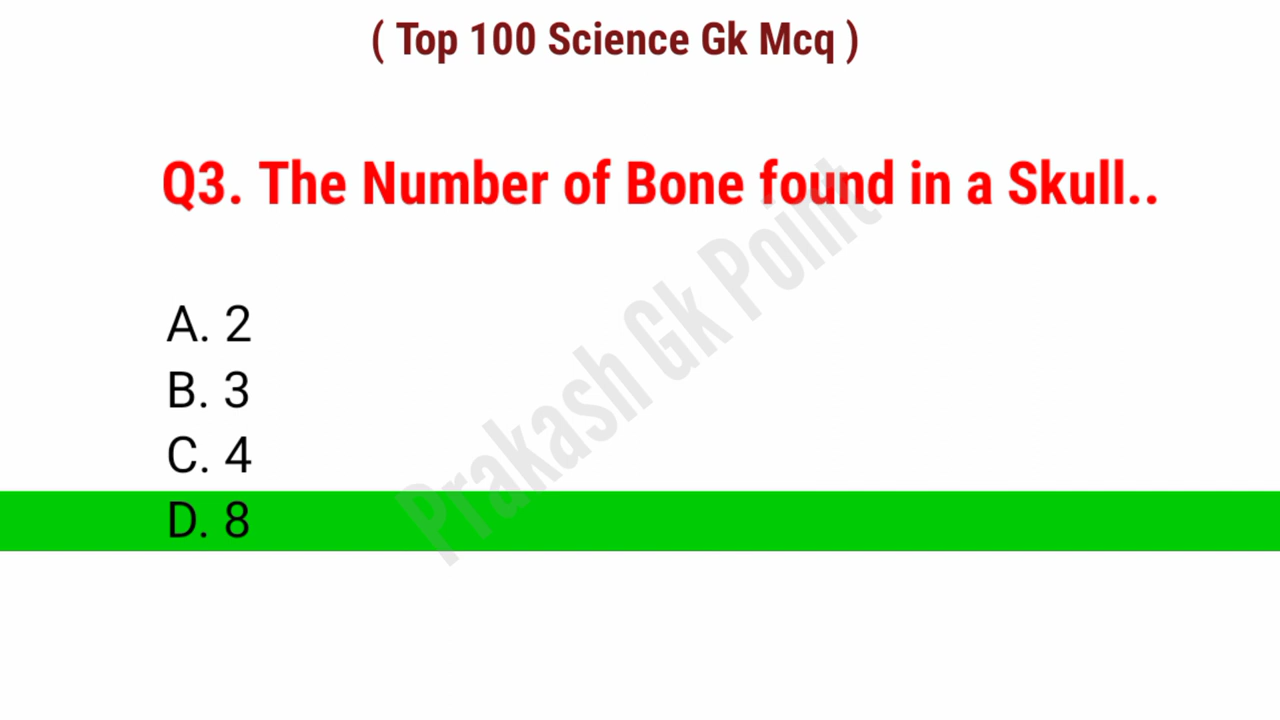 ( Top 100 Science Gk Mcq )
Q3. The Number of Bone found in a Skull..
A. 2
B. 3
C. 4
D. 8
Prakash Gk Point